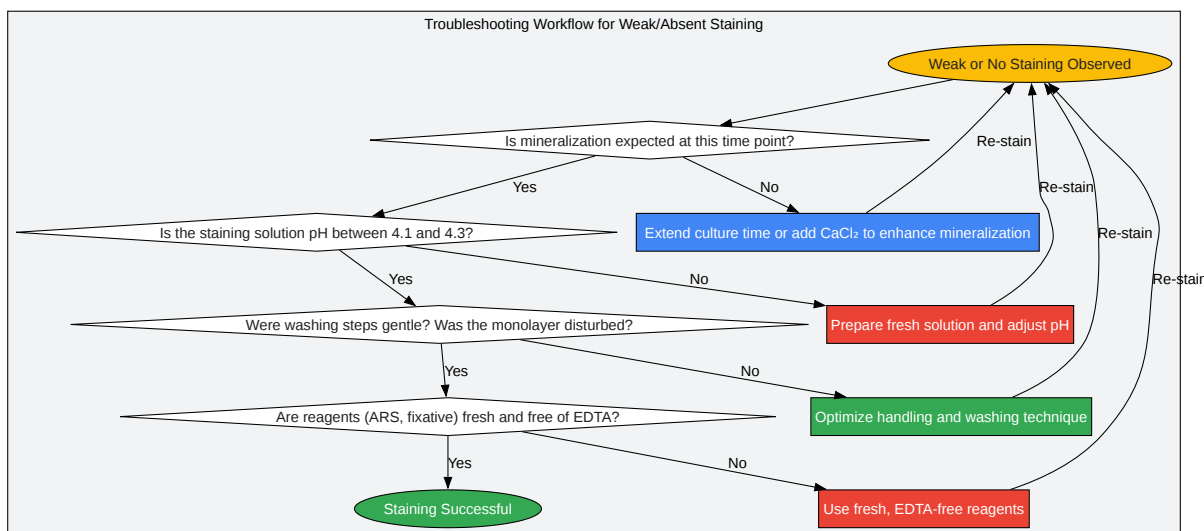 Troubleshooting Workflow for Weak/Absent Staining
Weak or No Staining Observed
Is mineralization expected at this time point?
Re-stain
Yes
No
Re-stain
Is the staining solution pH between 4.1 and 4.3?
Extend culture time or add CaCl₂ to enhance mineralization
Re-stain
Yes
No
Re-stain
Were washing steps gentle? Was the monolayer disturbed?
Prepare fresh solution and adjust pH
Yes
No
Are reagents (ARS, fixative) fresh and free of EDTA?
Optimize handling and washing technique
Yes
No
Staining Successful
Use fresh, EDTA-free reagents